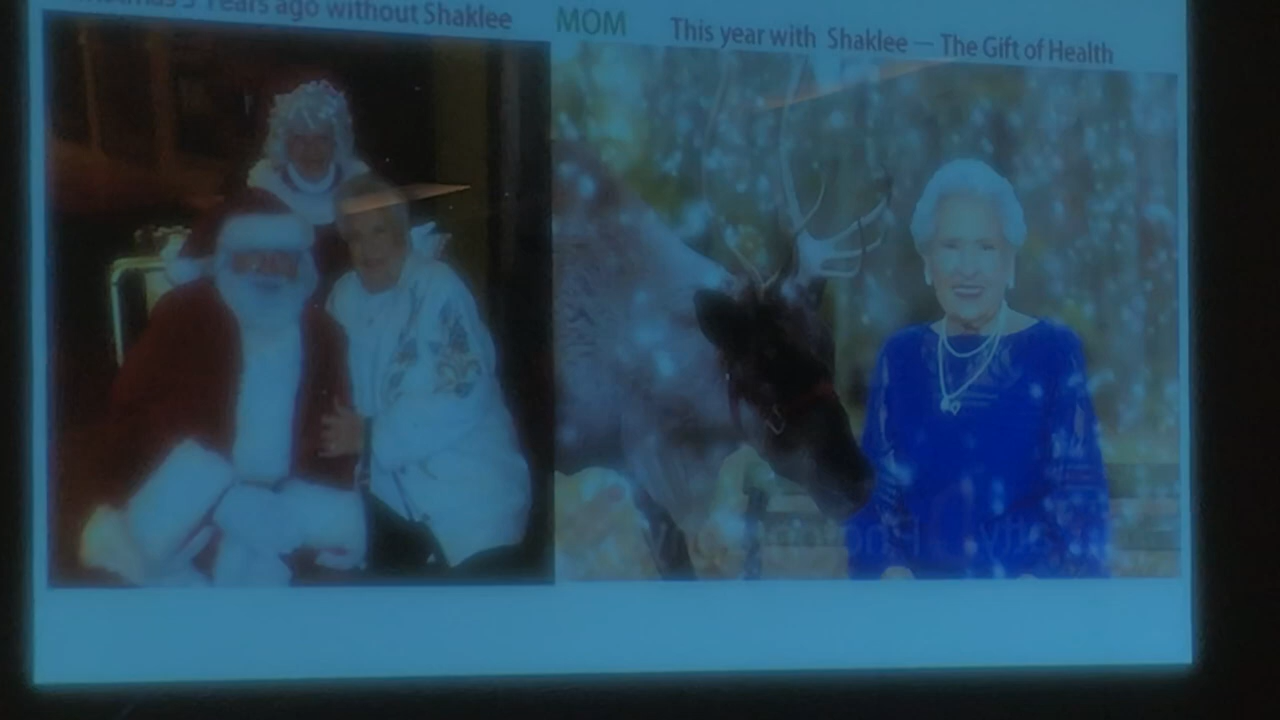 Years ago without Shaklee
MOM
This year with Shaklee — The Gift of Health